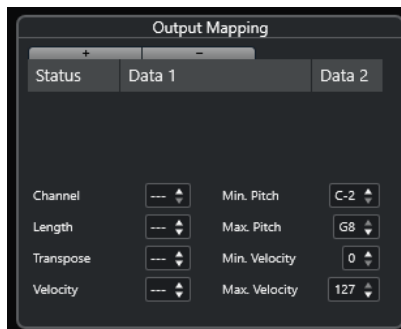 Output Mapping
+ −
Status Data 1 Data 2
Channel --- Min. Pitch C-2
Length --- Max. Pitch G8
Transpose --- Min. Velocity 0
Velocity --- Max. Velocity 127